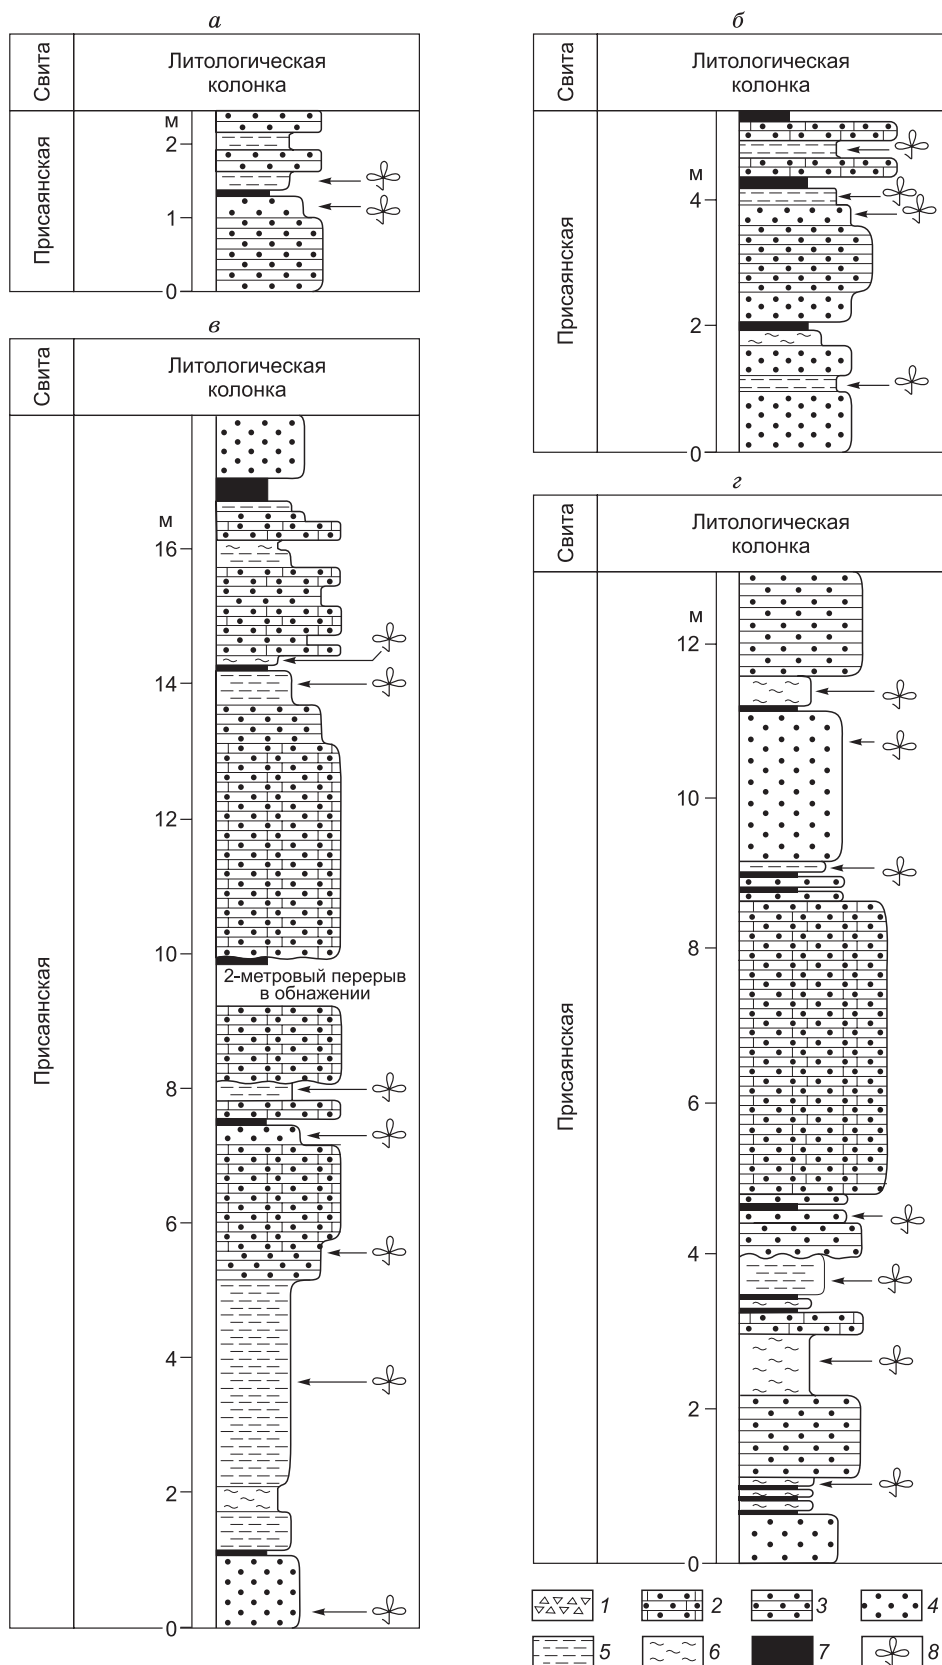 а
Свита
Литологическая
колонка
Присаянская
м
2
1
0
б
Свита
Литологическая
колонка
Присаянская
м
4
2
0
в
Свита
Литологическая
колонка
Присаянская
м
16
14
12
10
2-метровый перерыв
в обнажении
8
6
4
2
0
г
Свита
Литологическая
колонка
Присаянская
м
12
10
8
6
4
2
0
1 2 3 4
5 6 7 8